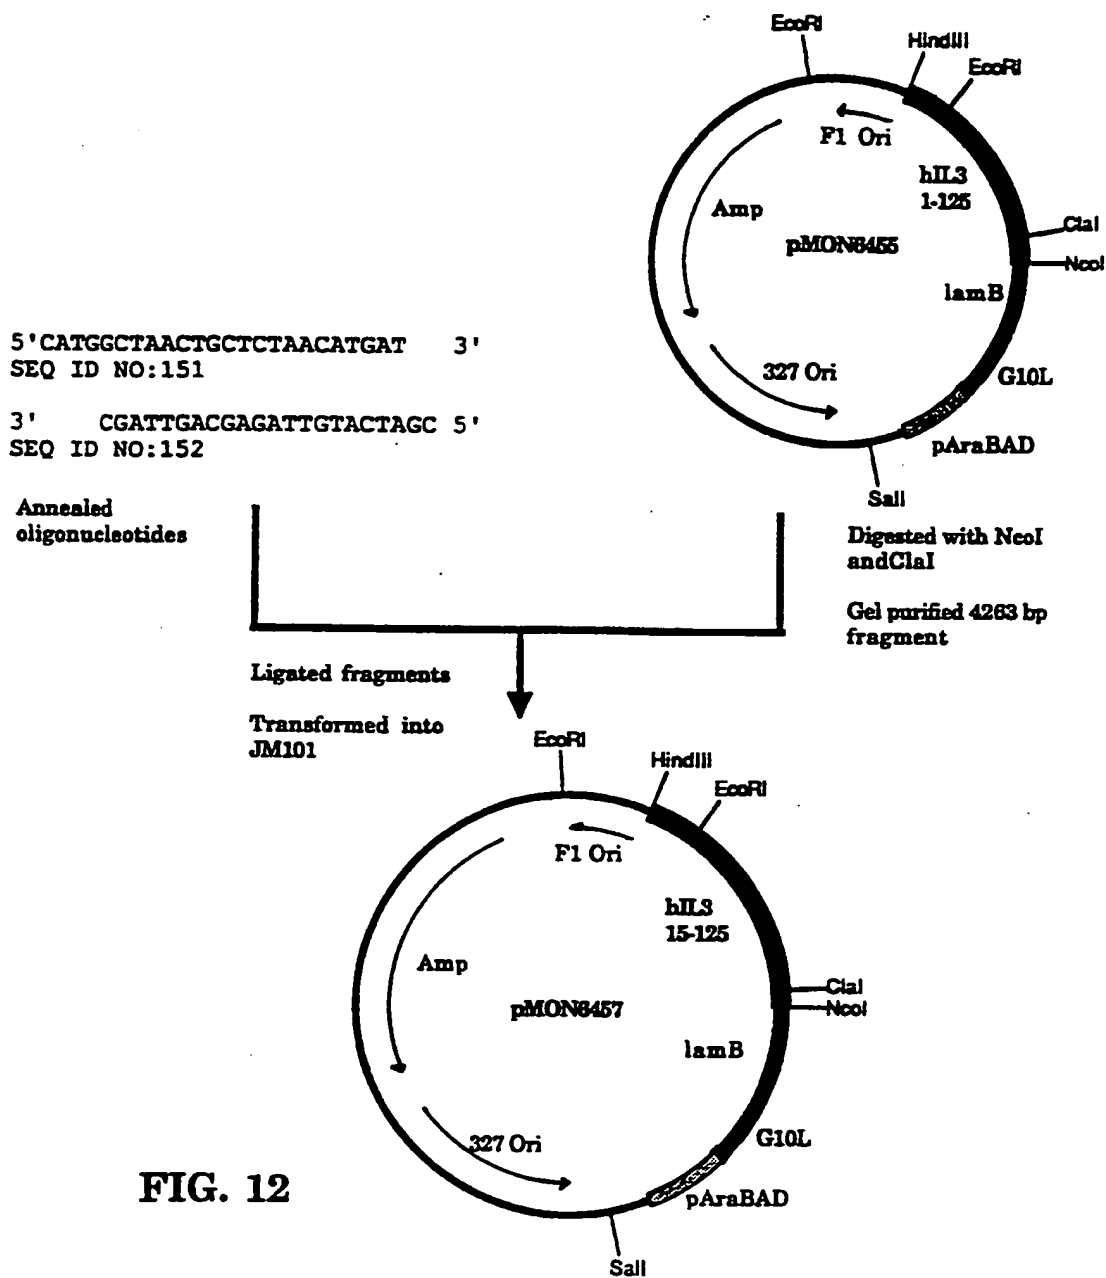 EcoRI
HindIII
EcoRI
F1 Ori
hIL3
1-125
Amp
pMON6455
ClaI
NcoI
lamB
5'CATGGCTAACTGCTCTAACATGAT 3'
SEQ ID NO:151
327 Ori
G10L
3' CGATTGACGAGATTGTACTAGC 5'
SEQ ID NO:152
pAraBAD
SalI
Annealed
oligonucleotides
Digested with NcoI
andClaI
Gel purified 4263 bp
fragment
Ligated fragments
Transformed into
JM101
EcoRI
HindIII
EcoRI
F1 Ori
hIL3
15-125
Amp
pMON6457
ClaI
NcoI
lamB
327 Ori
G10L
pAraBAD
FIG. 12
SalI